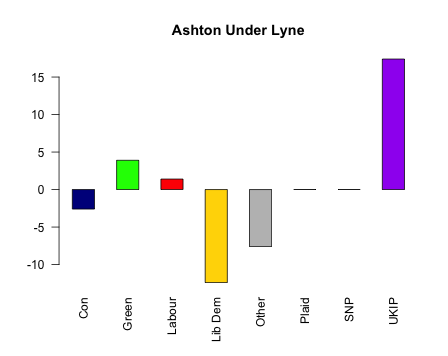 Ashton Under Lyne
15
10
5
0
-5
-10
Con
Green
Labour
Lib Dem
Other
Plaid
SNP
UKIP